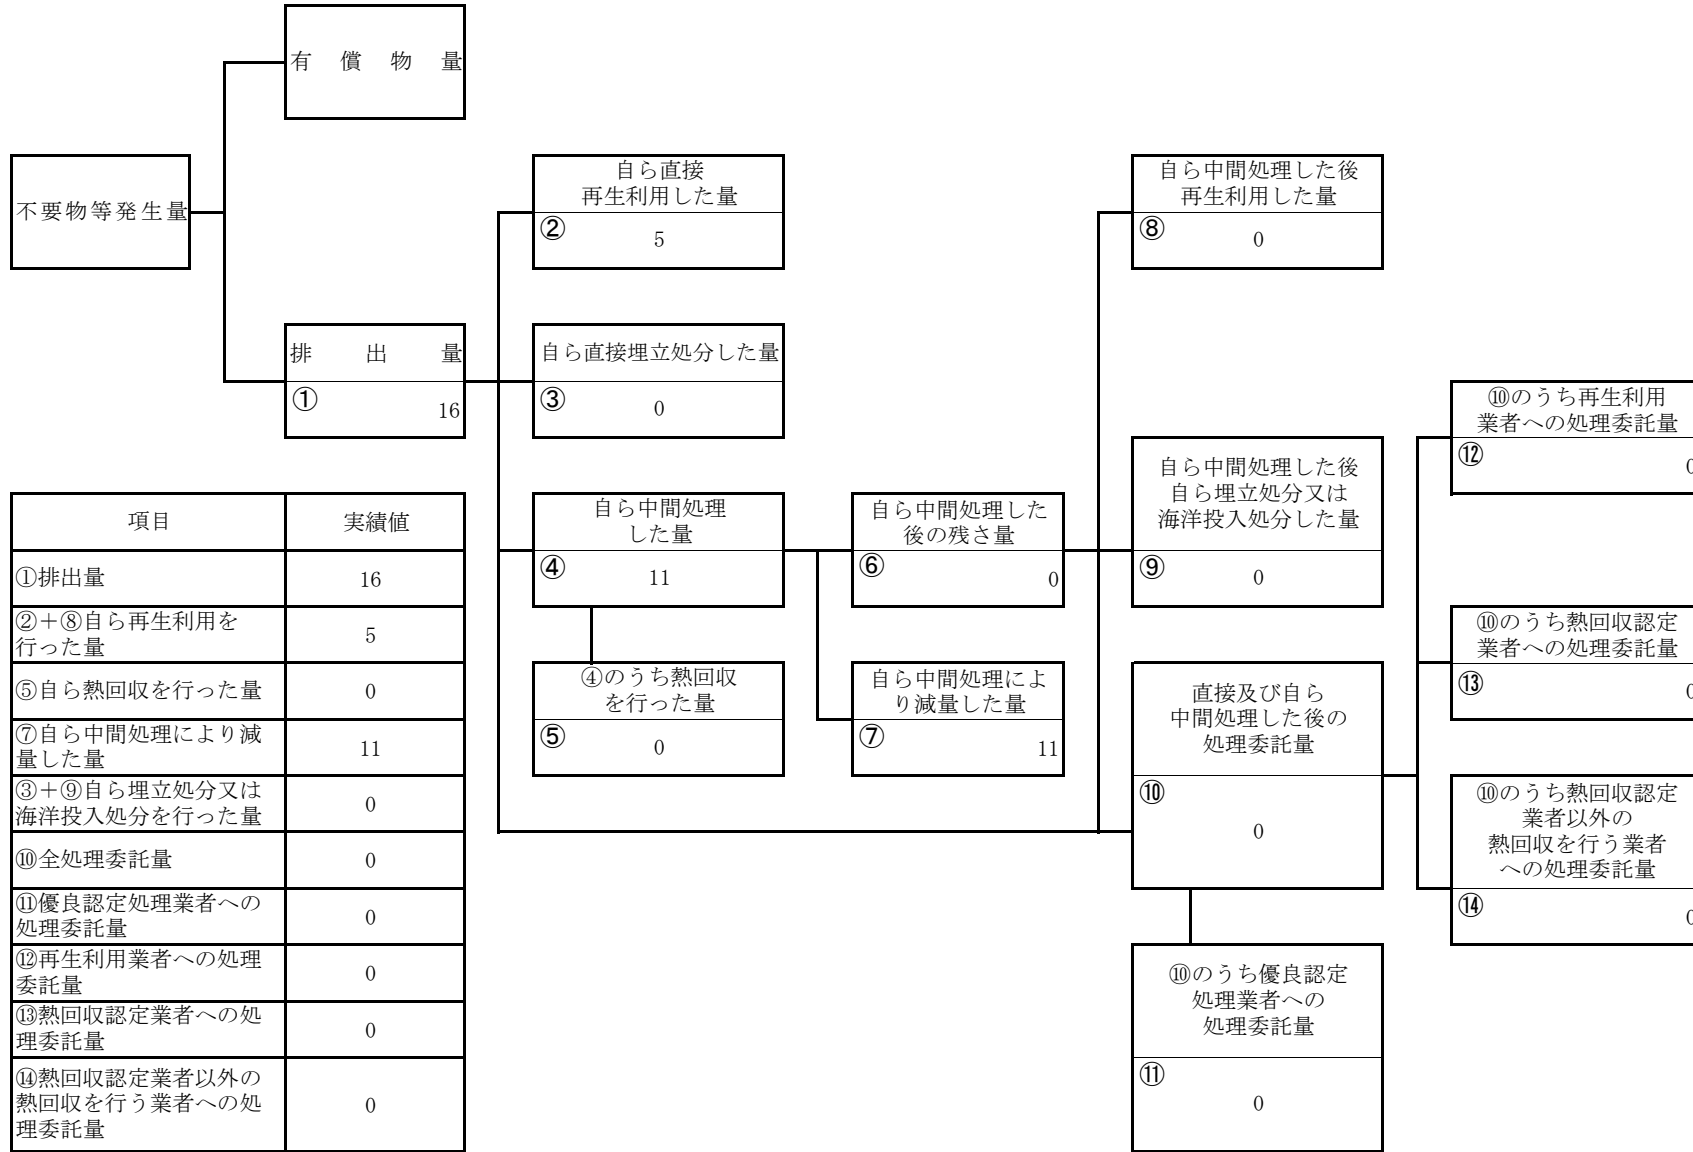 有償物量
不要物等発生量
自ら直接
再生利用した量
②
5
自ら中間処理した後
再生利用した量
⑧
0
排出量
①
16
自ら直接埋立処分した量
③
0
⑩のうち再生利用
業者への処理委託量
⑫
0
自ら中間処理
した量
④
11
自ら中間処理した
後の残さ量
⑥
0
自ら中間処理した後
自ら埋立処分又は
海洋投入処分した量
⑨
0
⑩のうち熱回収認定
業者への処理委託量
⑬
0
④のうち熱回収
を行った量
⑤
0
自ら中間処理によ
り減量した量
⑦
11
直接及び自ら
中間処理した後の
処理委託量
⑩
0
⑩のうち熱回収認定
業者以外の
熱回収を行う業者
への処理委託量
⑭
0
⑩のうち優良認定
処理業者への
処理委託量
⑪
0
項目 実績値
①排出量 16
②+⑧自ら再生利用を
行った量 5
⑤自ら熱回収を行った量 0
⑦自ら中間処理により減
量した量 11
③+⑨自ら埋立処分又は
海洋投入処分を行った量 0
⑩全処理委託量 0
⑪優良認定処理業者への
処理委託量 0
⑫再生利用業者への処理
委託量 0
⑬熱回収認定業者への処
理委託量 0
⑭熱回収認定業者以外の
熱回収を行う業者への処
理委託量 0